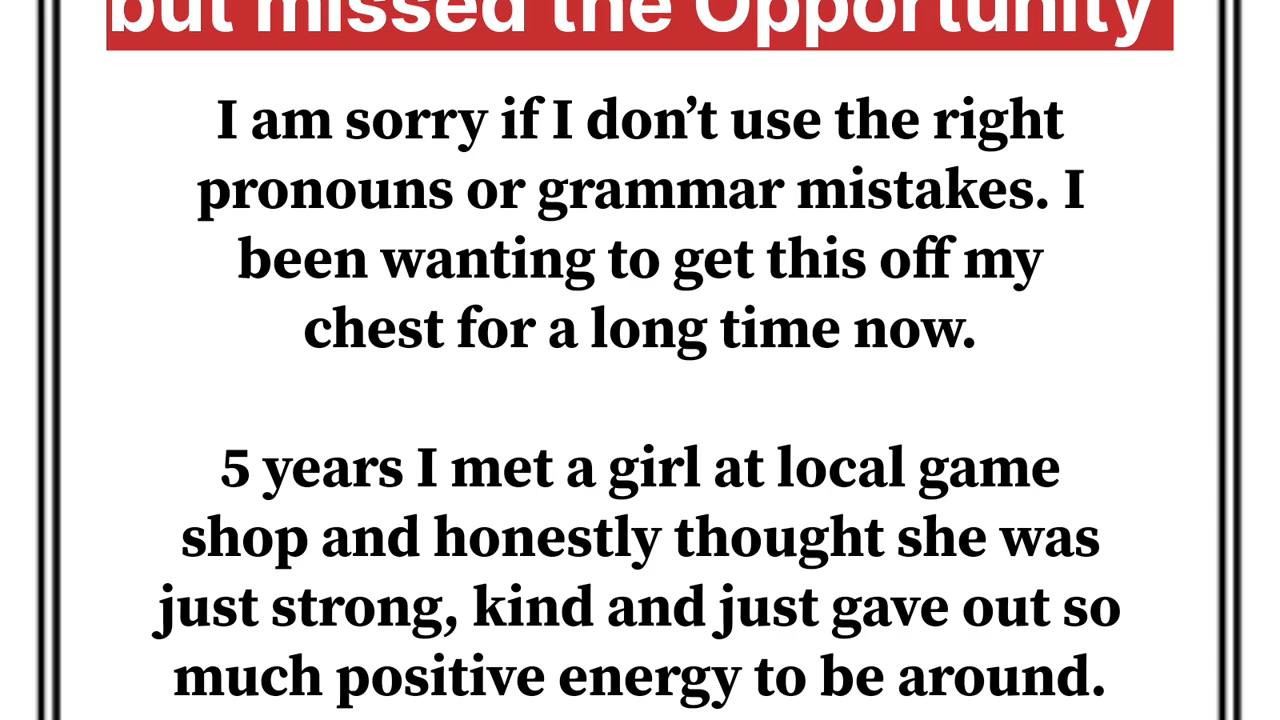 but missed the Opportunity
I am sorry if I don’t use the right
pronouns or grammar mistakes. I
been wanting to get this off my
chest for a long time now.
5 years I met a girl at local game
shop and honestly thought she was
just strong, kind and just gave out so
much positive energy to be around.